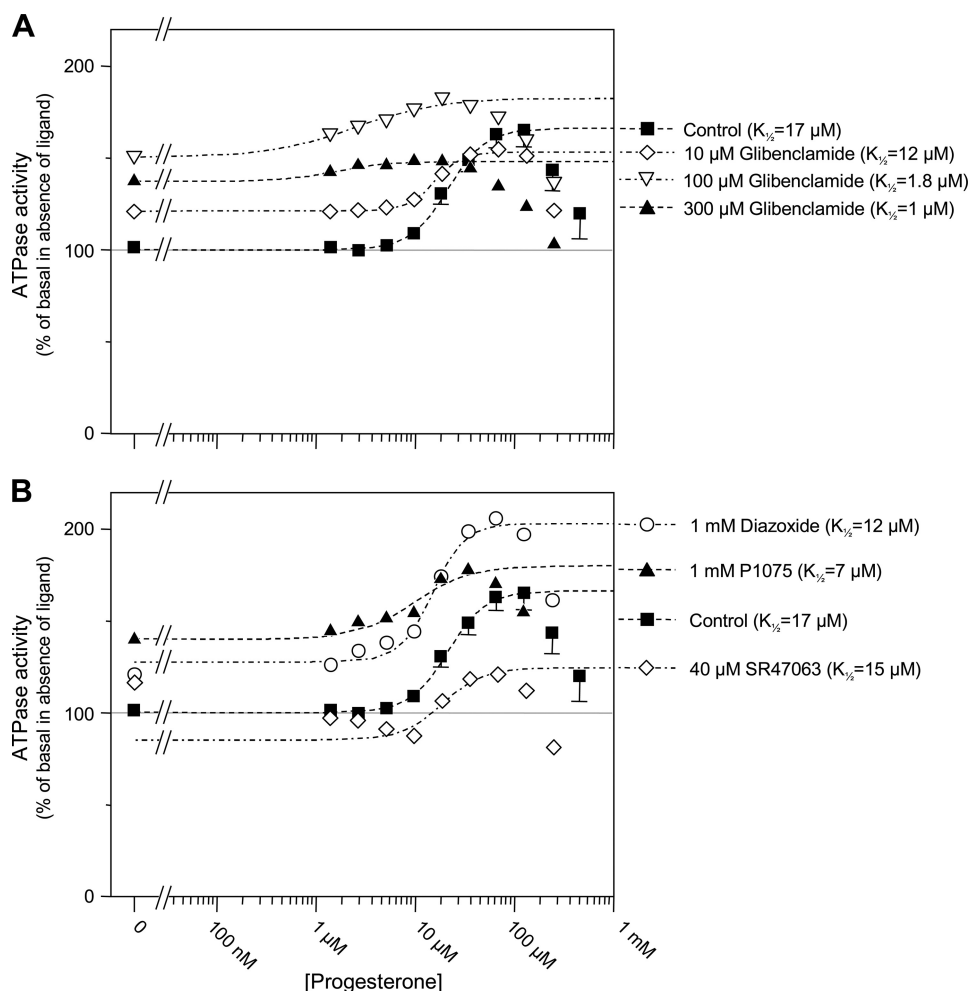 A
ATPase activity
(% of basal in absence of ligand)
200
100
0
Control (K½=17 µM)
10 µM Glibenclamide (K½=12 µM)
100 µM Glibenclamide (K½=1.8 µM)
300 µM Glibenclamide (K½=1 µM)
B
ATPase activity
(% of basal in absence of ligand)
200
100
0
1 mM Diazoxide (K½=12 µM)
1 mM P1075 (K½=7 µM)
Control (K½=17 µM)
40 µM SR47063 (K½=15 µM)
0
100 nM
1 µM
10 µM
100 µM
1 mM
[Progesterone]